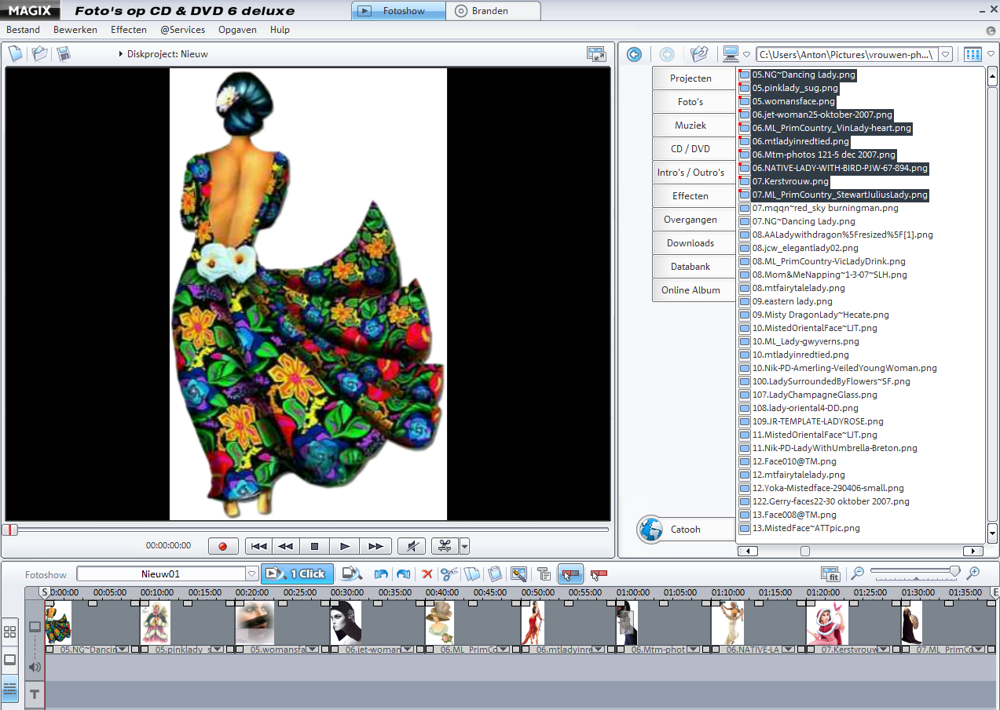 MAGIX Foto's op CD & DVD 6 deluxe Fotoshow Branden
Bestand Bewerken Effecten @Services Opgaven Hulp
Diskproject: Nieuw
C:\Users\Anton\Pictures\vrouwen-ph...\
Projecten
Foto's
Muziek
CD / DVD
Intro's / Outro's
Effecten
Overgangen
Downloads
Databank
Online Album
Catooh
05.NG~Dancing Lady.png
05.pinklady_sug.png
05.womansface.png
06.jet-woman25-oktober-2007.png
06.ML_PrimCountry_VinLady-heart.png
06.mtladyinredtied.png
06.Mtm-photos 121-5 dec 2007.png
06.NATIVE-LADY-WITH-BIRD-PJW-67-894.png
07.Kerstvrouw.png
07.ML_PrimCountry_StewartJuliusLady.png
07.mqqn~red_sky burningman.png
07.NG~Dancing Lady.png
08.AALadywithdragon%5Fresized%5F[1].png
08.jcw_elegantlady02.png
08.ML_PrimCountry-VicLadyDrink.png
08.Mom&MeNapping~1-3-07~SLH.png
08.mtfairytalelady.png
09.eastern lady.png
09.Misty DragonLady~Hecate.png
10.MistedOrientalFace~LJT.png
10.ML_Lady-gwyverns.png
10.mtladyinredtied.png
10.Nik-PD-Amerling-VeiledYoungWoman.png
100.LadySurroundedByFlowers~SF.png
107.LadyChampagneGlass.png
108.lady-oriental4-DD.png
109.JR-TEMPLATE-LADYROSE.png
11.MistedOrientalFace~LJT.png
11.Nik-PD-LadyWithUmbrella-Breton.png
12.Face010@TM.png
12.mtfairytalelady.png
12.Yoka-Mistedface-290406-small.png
122.Gerry-faces22-30 oktober 2007.png
13.Face008@TM.png
13.MistedFace~ATTpic.png
00:00:00:00
Fotoshow Nieuw01 1 Click fit
S 0:00:00 00:05:00 00:10:00 00:15:00 00:20:00 00:25:00 00:30:00 00:35:00 00:40:00 00:45:00 00:50:00 00:55:00 01:00:00 01:05:00 01:10:00 01:15:00 01:20:00 01:25:00 01:30:00 01:35:00 E
05.NG~Dancin 05.pinklady_s 05.womansfa 06.jet-woman 06.ML_PrimCo 06.mtladyinre 06.Mtm-phot 06.NATIVE-LA 07.Kerstvrouw 07.ML_PrimCo
T